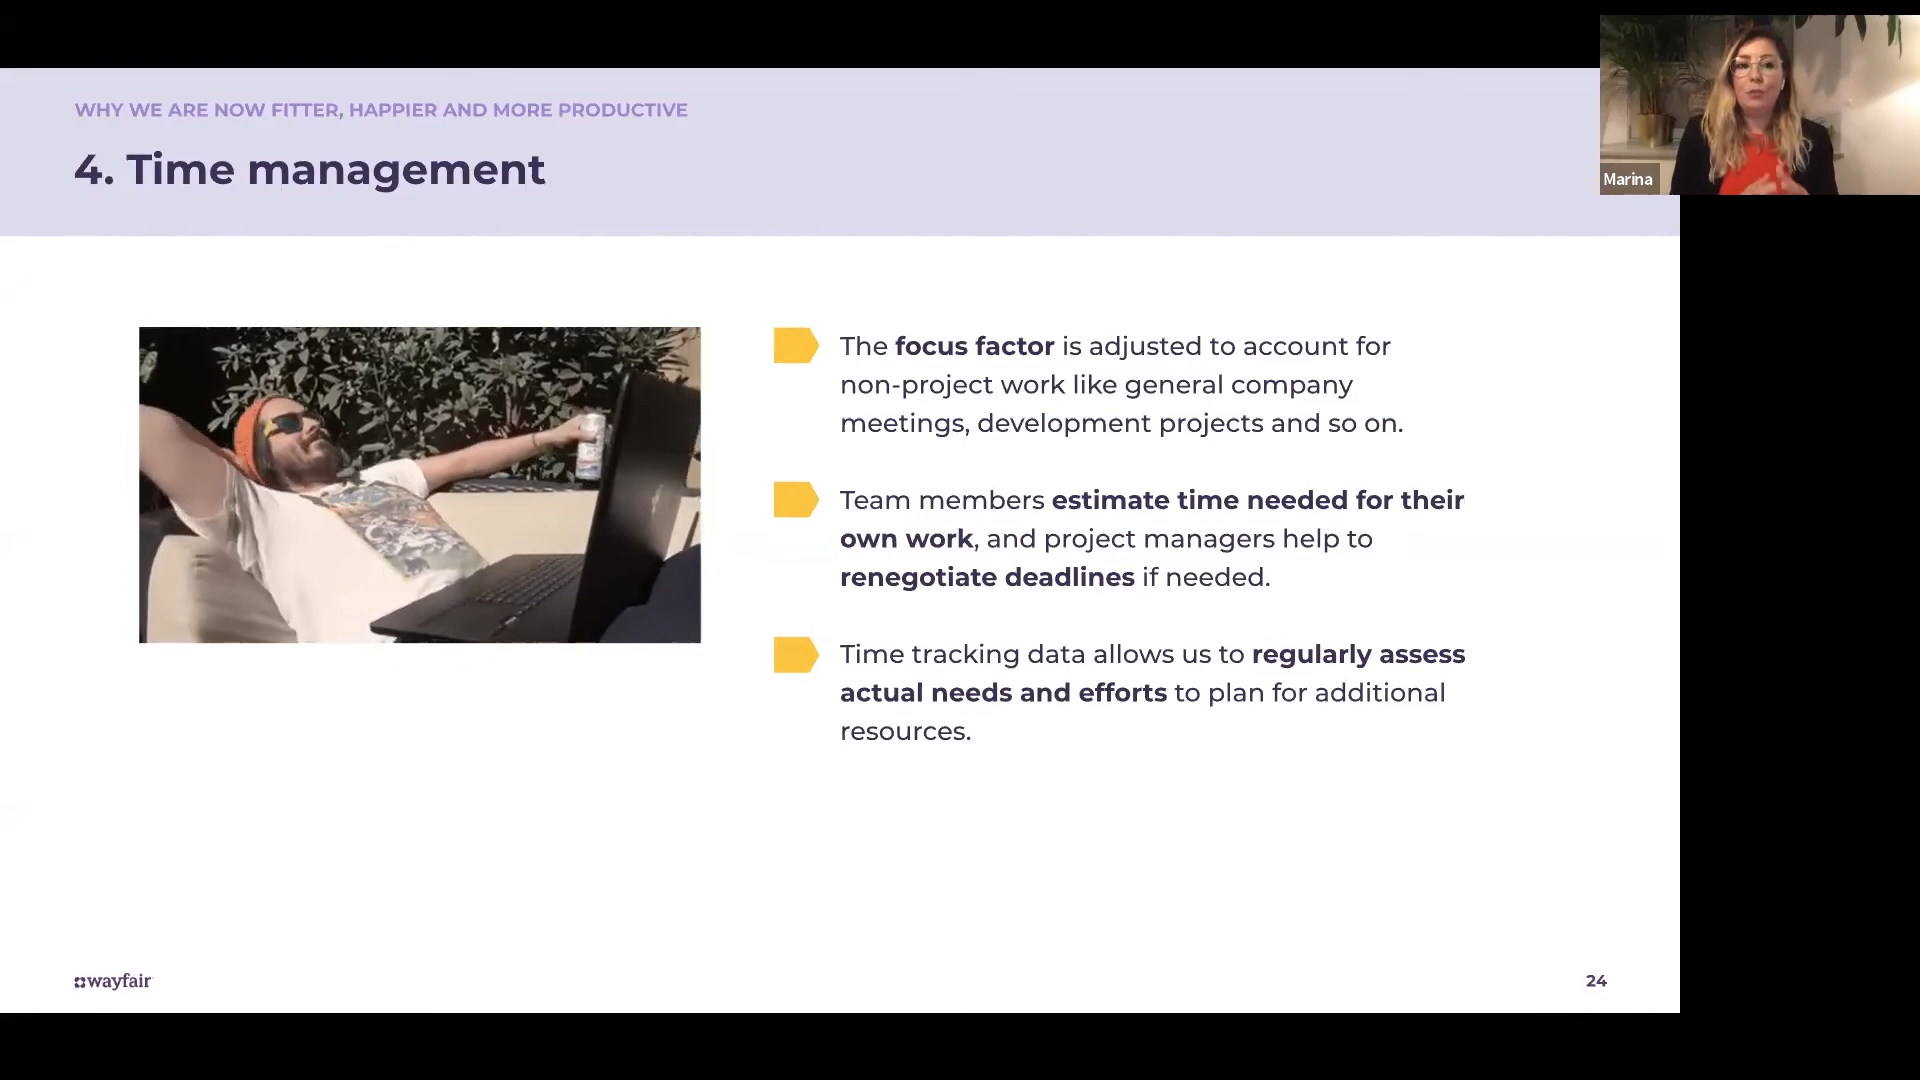 WHY WE ARE NOW FITTER, HAPPIER AND MORE PRODUCTIVE
4. Time management
Marina
The focus factor is adjusted to account for
non-project work like general company
meetings, development projects and so on.
Team members estimate time needed for their
own work, and project managers help to
renegotiate deadlines if needed.
Time tracking data allows us to regularly assess
actual needs and efforts to plan for additional
resources.
wayfair
24